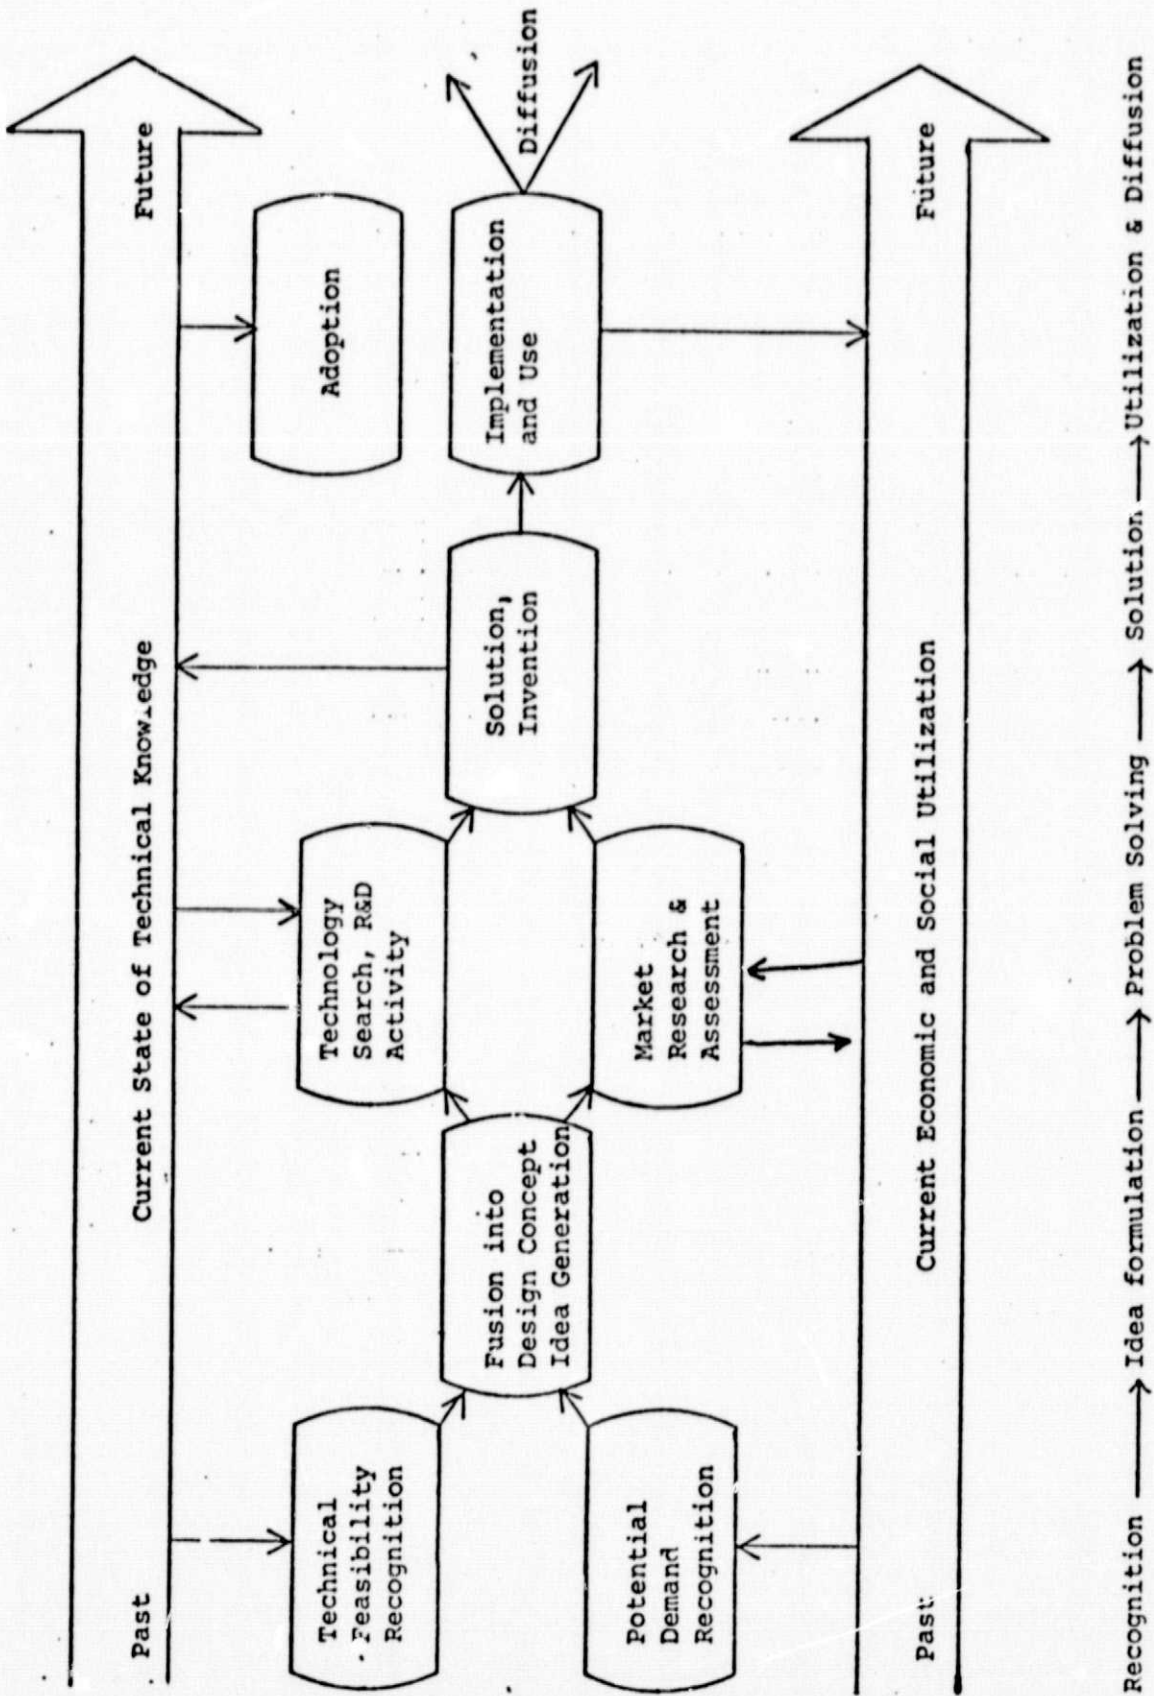 Past
Current State of Technical Know.edge
Future
Technical
Feasibility
Recognition
Technology
Search, R&D
Activity
Adoption
Fusion into
Design Concept
Idea Generation
Solution,
Invention
Implementation
and Use
Diffusion
Potential
Demand
Recognition
Market
Research &
Assessment
Past
Current Economic and Social Utilization
Future
Recognition → Idea formulation → Problem Solving → Solution → Utilization & Diffusion